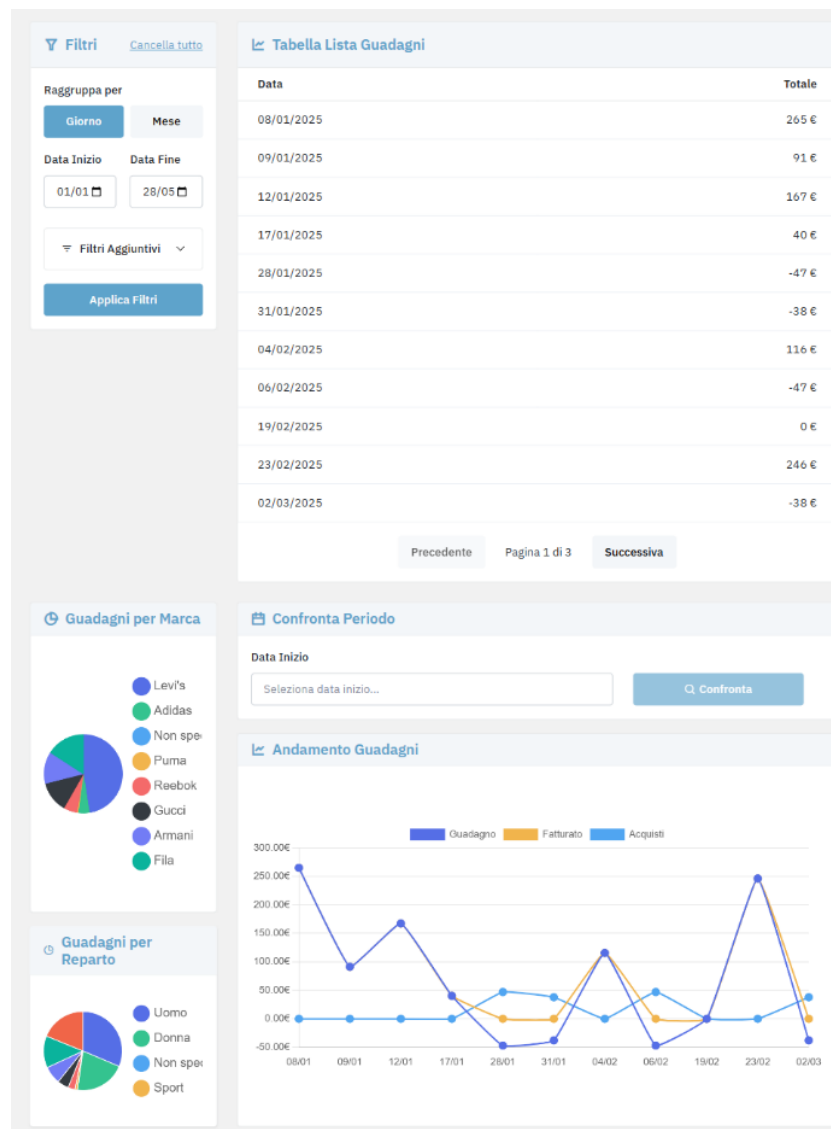 Filtri
Cancella tutto
Raggruppa per
Giorno
Mese
Data Inizio
Data Fine
01/01
28/05
Filtri Aggiuntivi
Applica Filtri
Tabella Lista Guadagni
Data Totale
08/01/2025 265 €
09/01/2025 91 €
12/01/2025 167 €
17/01/2025 40 €
28/01/2025 -47 €
31/01/2025 -38 €
04/02/2025 116 €
06/02/2025 -47 €
19/02/2025 0 €
23/02/2025 246 €
02/03/2025 -38 €
Precedente Pagina 1 di 3 Successiva
Guadagni per Marca
Levi's
Adidas
Non spe
Puma
Reebok
Gucci
Armani
Fila
Confronta Periodo
Data Inizio
Seleziona data inizio...
Confronta
Andamento Guadagni
Guadagno Fatturato Acquisti
300.00€
250.00€
200.00€
150.00€
100.00€
50.00€
0.00€
-50.00€
08/01 09/01 12/01 17/01 28/01 31/01 04/02 06/02 19/02 23/02 02/03
Guadagni per
Reparto
Uomo
Donna
Non spe
Sport